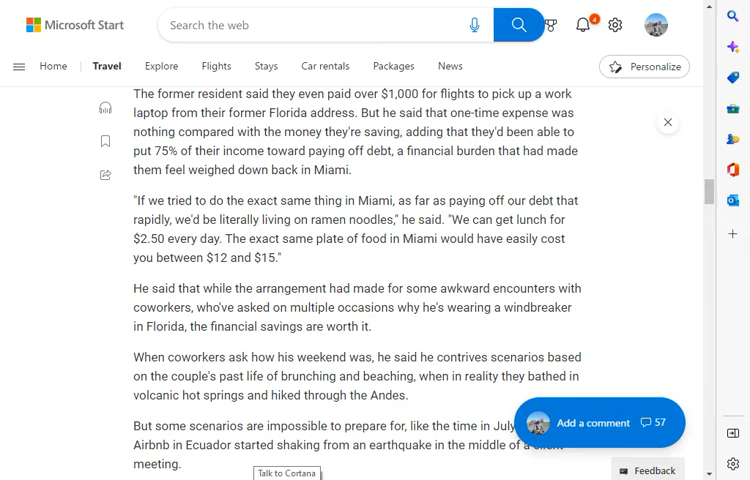 Microsoft Start
Search the web
4
Home
Travel
Explore
Flights
Stays
Car rentals
Packages
News
Personalize
The former resident said they even paid over $1,000 for flights to pick up a work
laptop from their former Florida address. But he said that one-time expense was
nothing compared with the money they're saving, adding that they'd been able to
put 75% of their income toward paying off debt, a financial burden that had made
them feel weighed down back in Miami.
"If we tried to do the exact same thing in Miami, as far as paying off our debt that
rapidly, we'd be literally living on ramen noodles," he said. "We can get lunch for
$2.50 every day. The exact same plate of food in Miami would have easily cost
you between $12 and $15."
He said that while the arrangement had made for some awkward encounters with
coworkers, who've asked on multiple occasions why he's wearing a windbreaker
in Florida, the financial savings are worth it.
When coworkers ask how his weekend was, he said he contrives scenarios based
on the couple's past life of brunching and beaching, when in reality they bathed in
volcanic hot springs and hiked through the Andes.
But some scenarios are impossible to prepare for, like the time in July
Airbnb in Ecuador started shaking from an earthquake in the middle of a client
meeting.
Add a comment
57
Talk to Cortana
Feedback